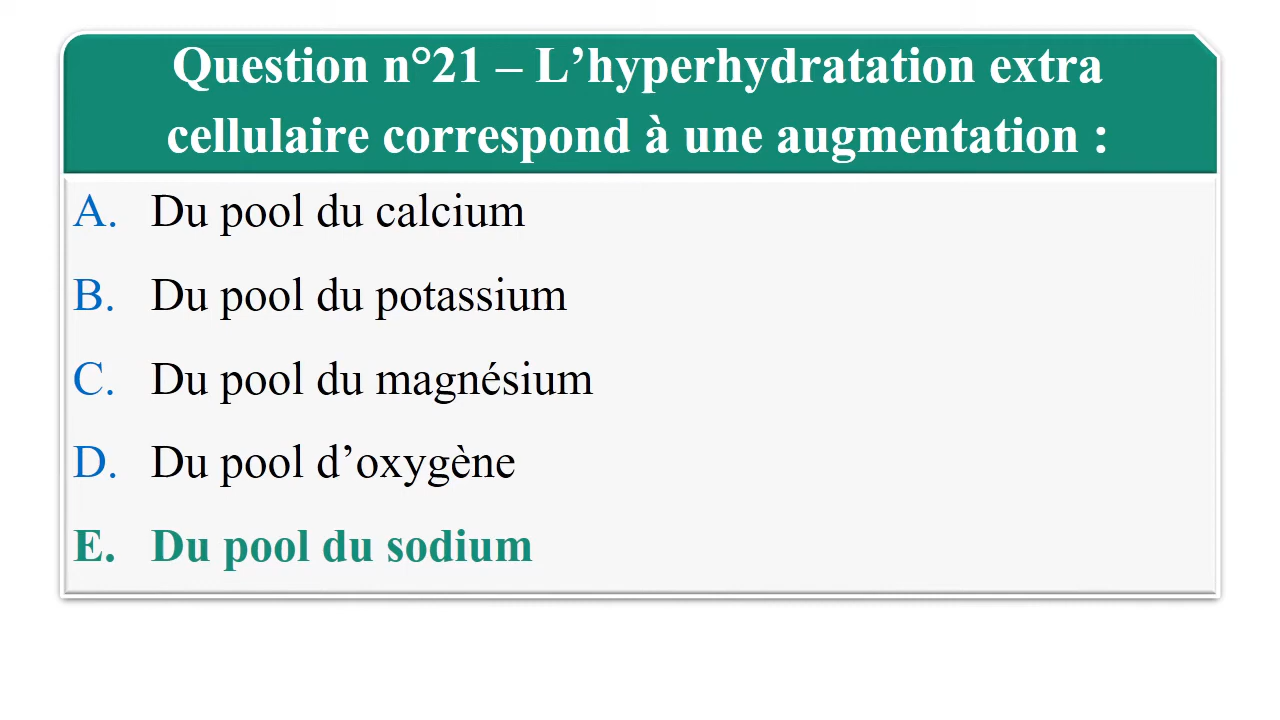 Question n°21 – L’hyperhydratation extra
cellulaire correspond à une augmentation :
A. Du pool du calcium
B. Du pool du potassium
C. Du pool du magnésium
D. Du pool d’oxygène
E. Du pool du sodium